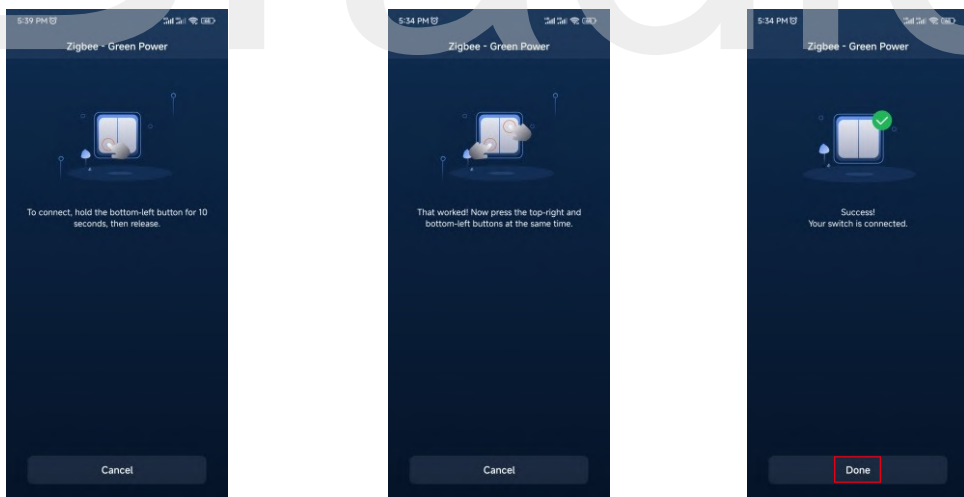 5:39 PM
Zigbee - Green Power
To connect, hold the bottom-left button for 10
seconds, then release.
Cancel
5:34 PM
Zigbee - Green Power
That worked! Now press the top-right and
bottom-left buttons at the same time.
Cancel
5:34 PM
Zigbee - Green Power
Success!
Your switch is connected.
Done